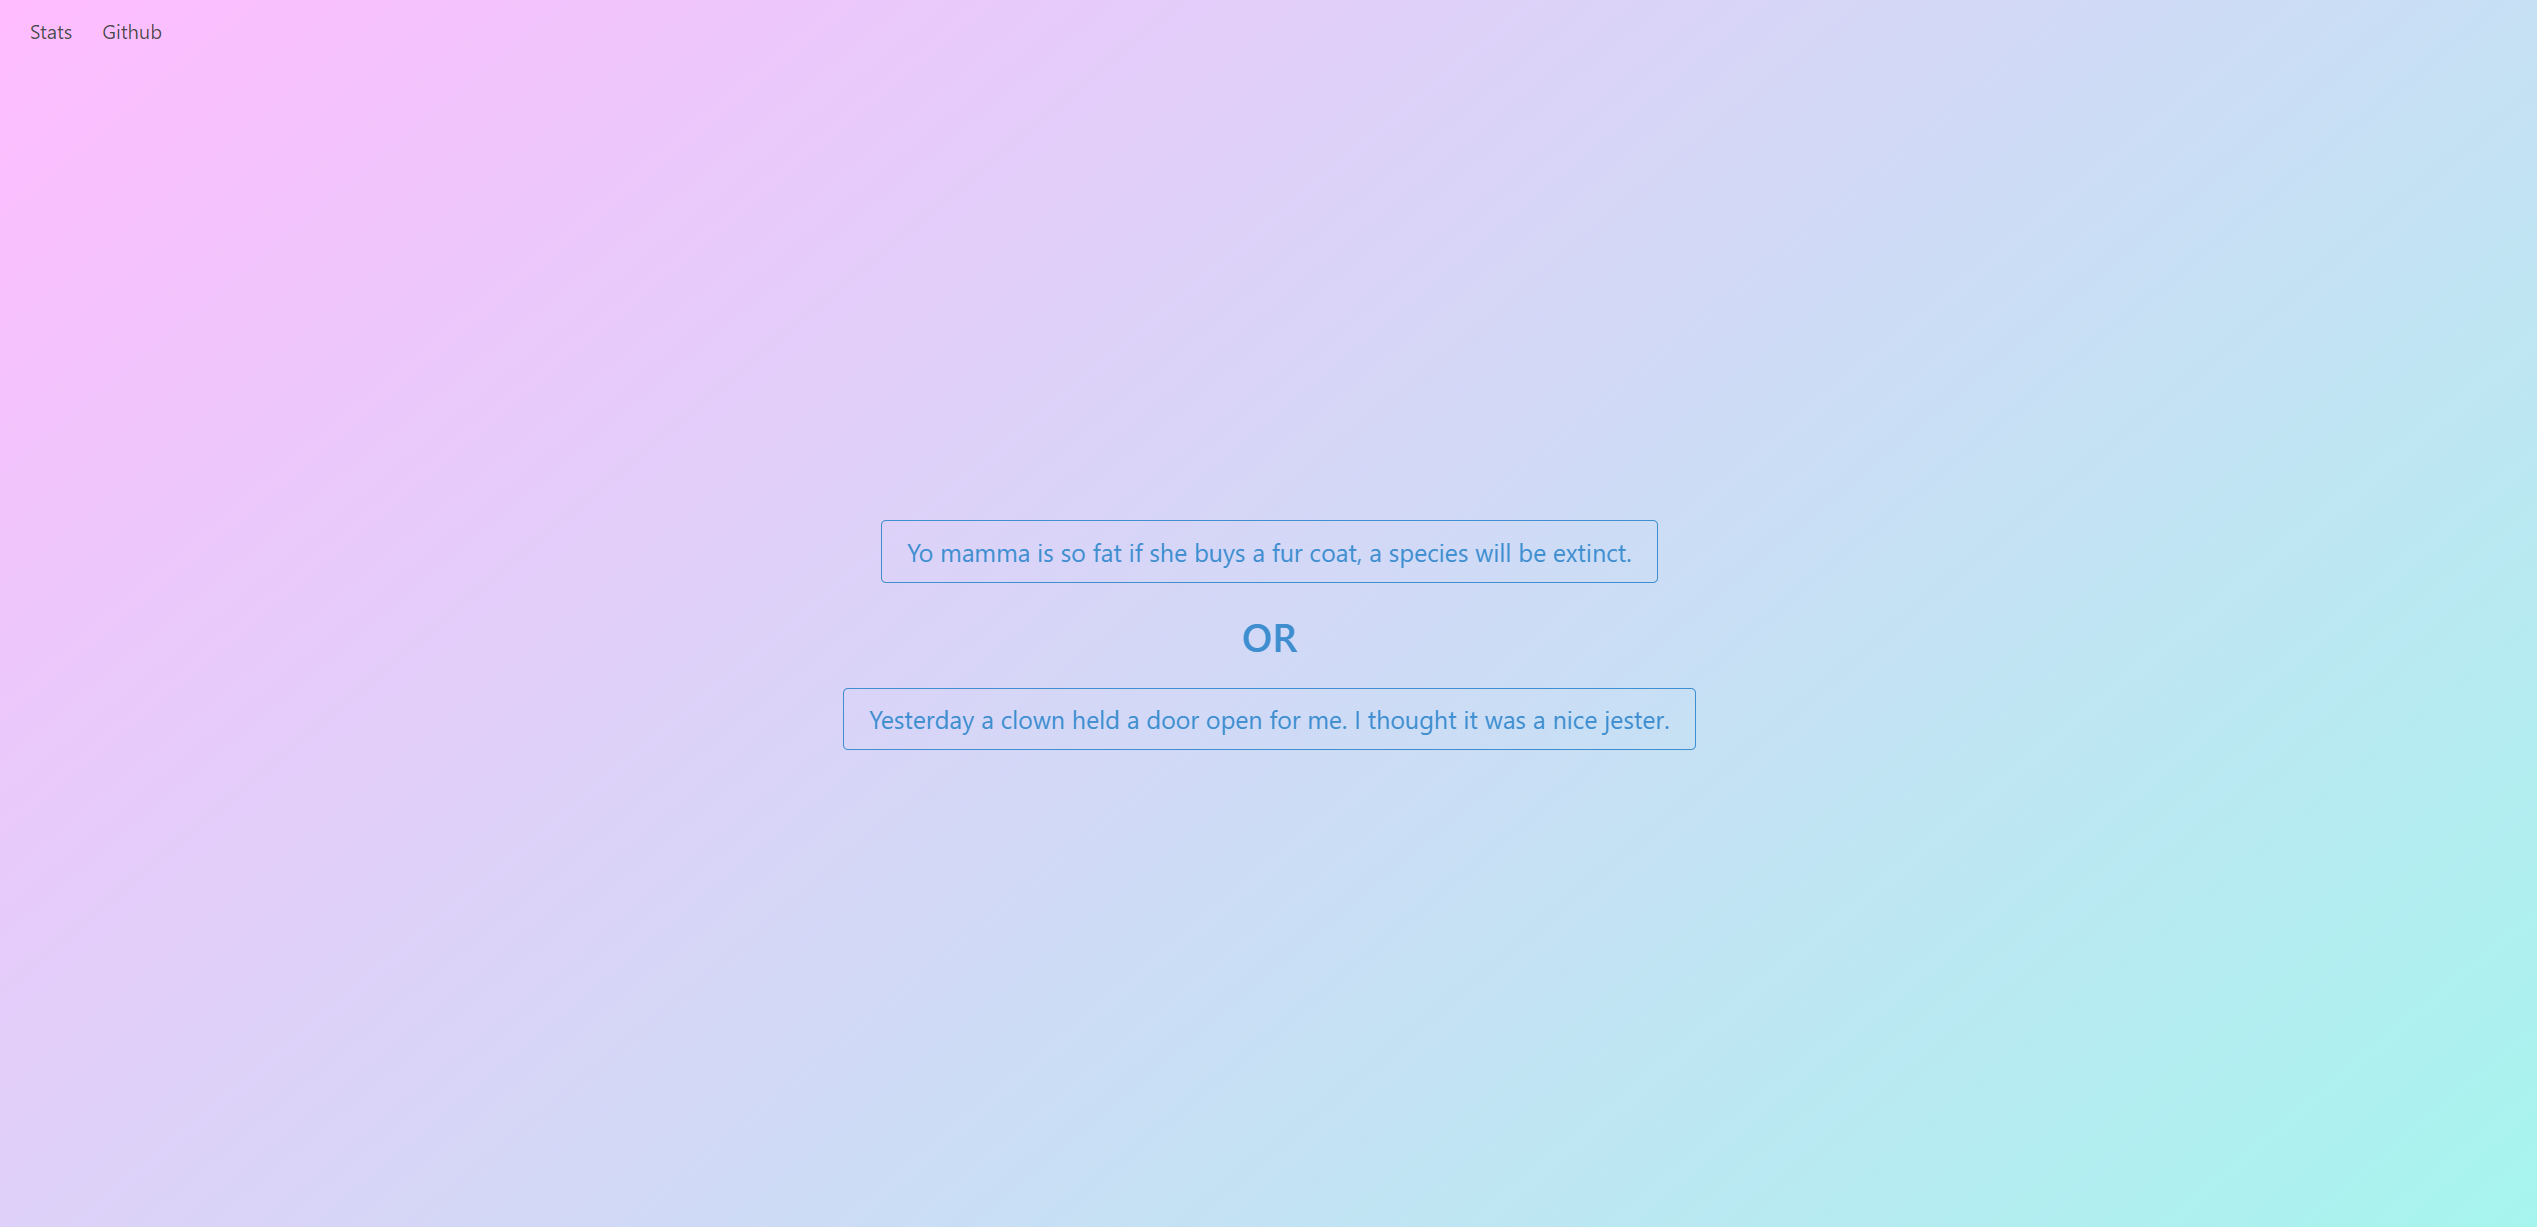 Stats Github
Yo mamma is so fat if she buys a fur coat, a species will be extinct.
OR
Yesterday a clown held a door open for me. I thought it was a nice jester.